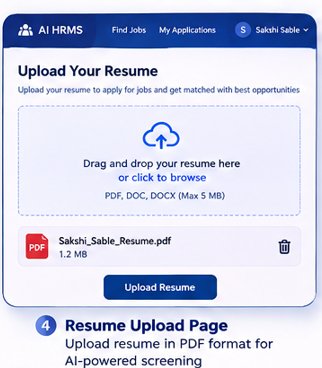 AI HRMS Find Jobs My Applications S Sakshi Sable
Upload Your Resume
Upload your resume to apply for jobs and get matched with best opportunities
Drag and drop your resume here
or click to browse
PDF, DOC, DOCX (Max 5 MB)
PDF Sakshi_Sable_Resume.pdf
1.2 MB
Upload Resume
4 Resume Upload Page
Upload resume in PDF format for
AI-powered screening